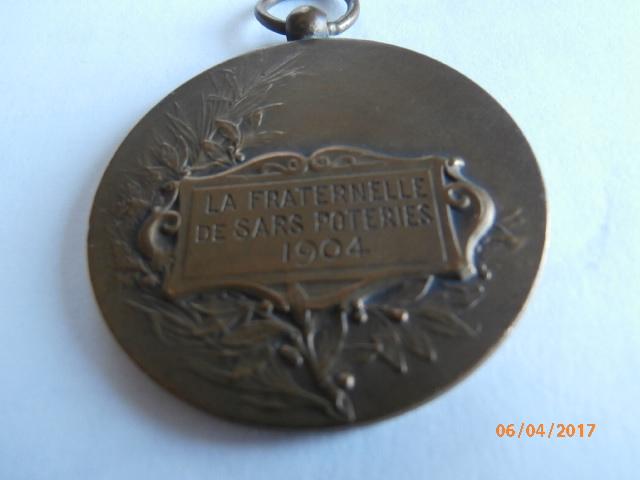 LA FRATERNELLE
DE SARS POTERIES
1904
06/04/2017